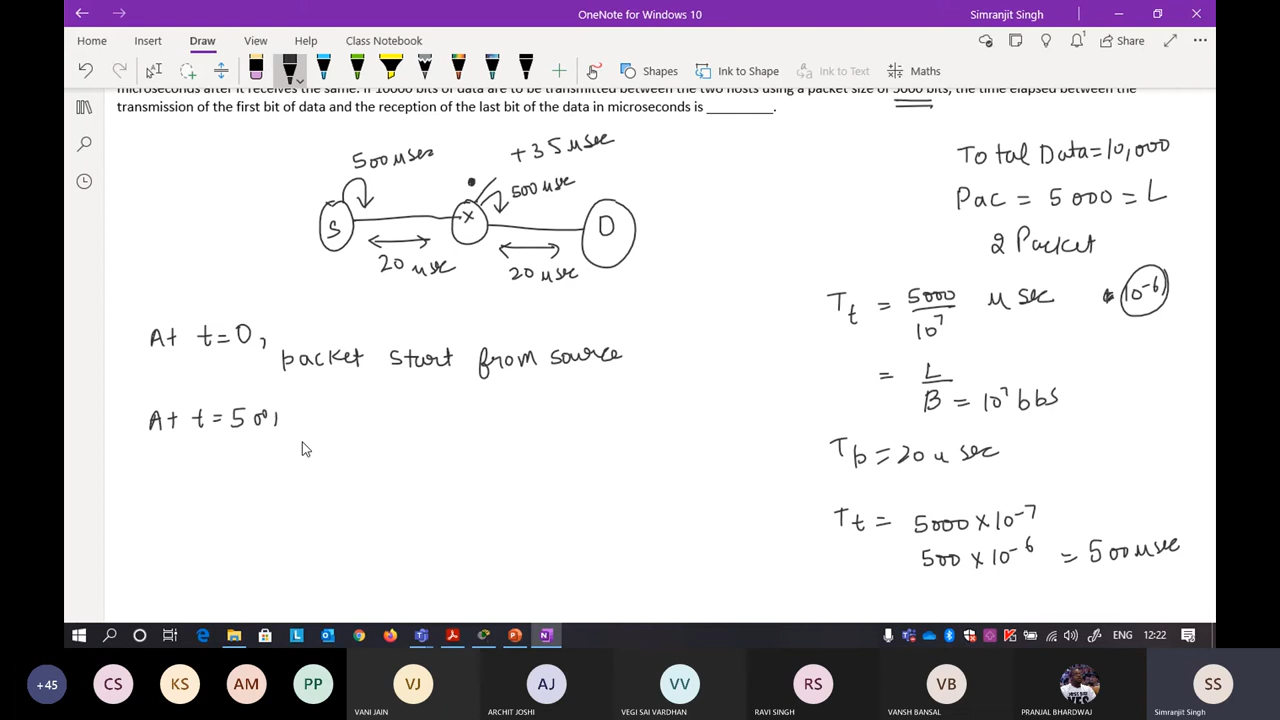 OneNote for Windows 10
Simranjit Singh
Home Insert Draw View Help Class Notebook
Share
Shapes
Ink to Shape
Ink to Text
Maths
microseconds after it receives the same. If 10000 bits of data are to be transmitted between the two hosts using a packet size of 5000 bits, the time elapsed between the
transmission of the first bit of data and the reception of the last bit of the data in microseconds is __________.
500 μsec
+35 μsec
500 μsec
S
X
D
20 μsec
20 μsec
Total Data = 10,000
Pac = 5000 = L
2 Packet
Tt = 5000/10^7 μ sec
10^-6
= L/B = 10^7 bbs
Tb = 20 μ sec
Tt = 5000 × 10^-7
500 × 10^-6 = 500 μsec
At t=0,
packet start from source
At t=500,
ENG 12:22
+45 CS KS AM PP VJ AJ VV RS VB SS
VANI JAIN
ARCHIT JOSHI
VEGI SAI VARDHAN
RAVI SINGH
VANSH BANSAL
PRANJAL BHARDWAJ
Simranjit Singh